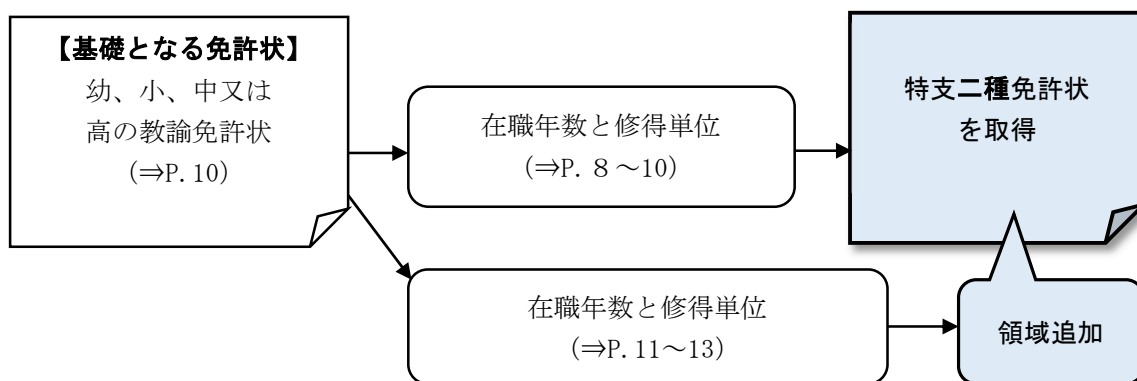 【基礎となる免許状】
幼、小、中又は
高の教諭免許状
(⇒P.10)
在職年数と修得単位
(⇒P.８～10)
特支二種免許状
を取得
在職年数と修得単位
(⇒P.11～13)
領域追加